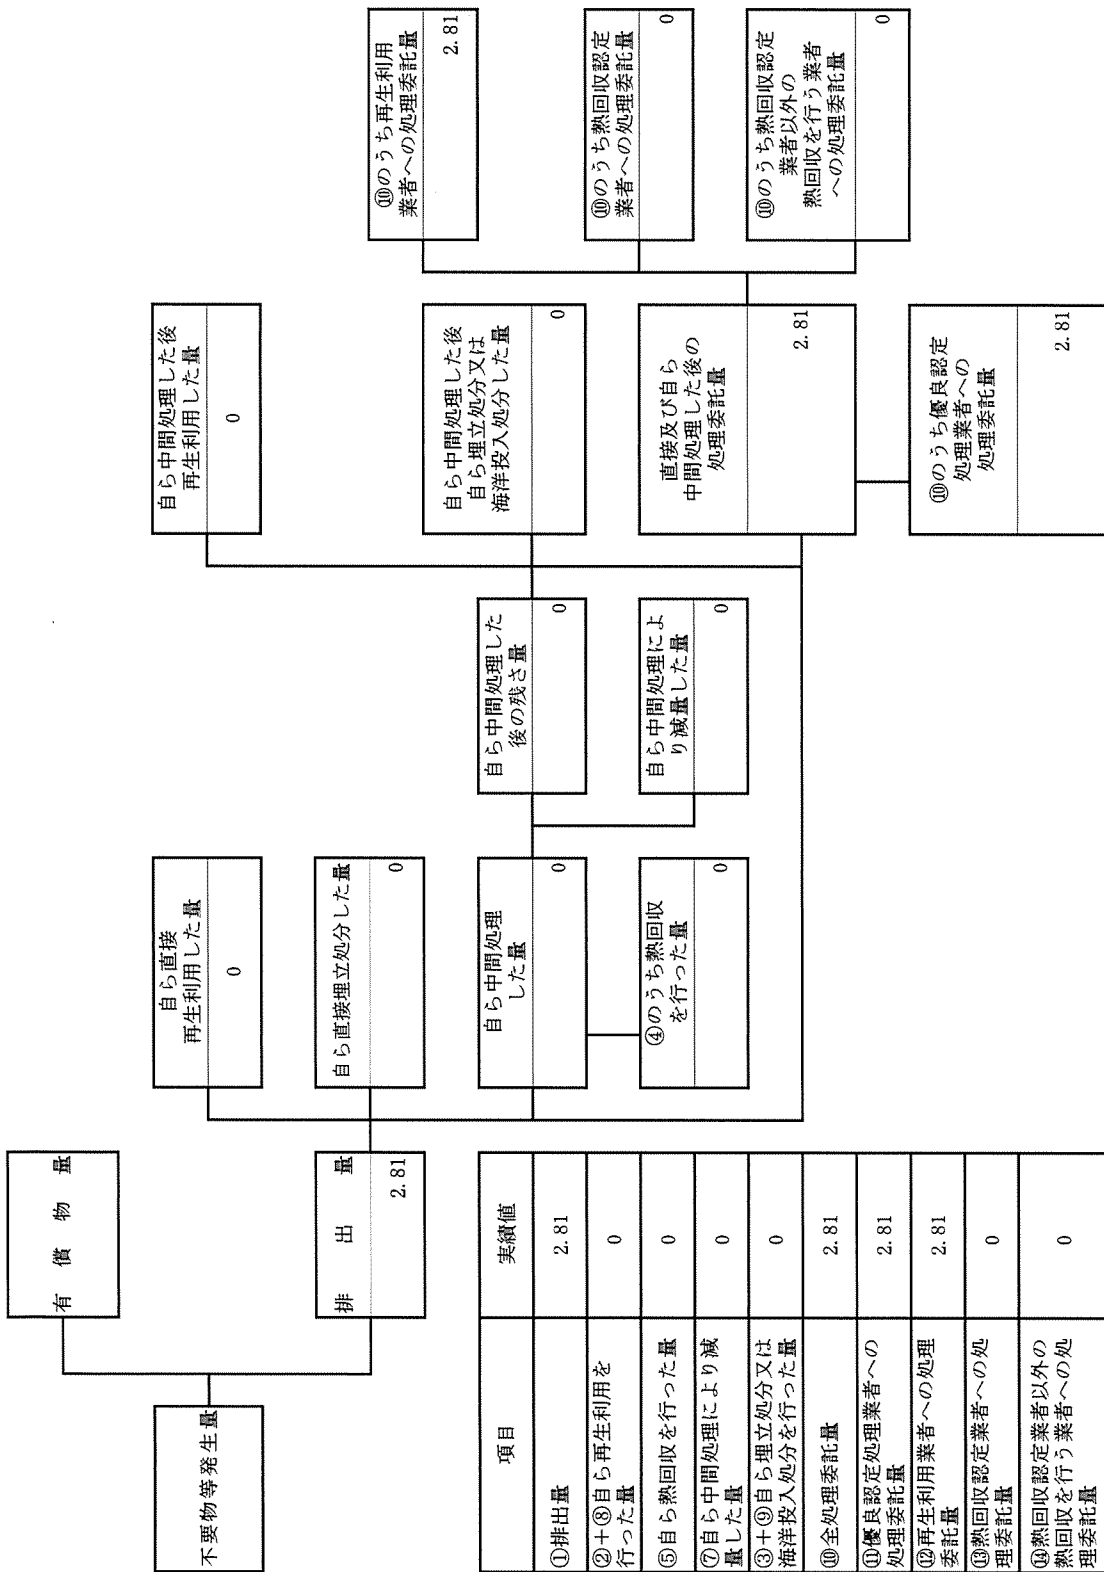 不要物等発生量
有償物量
排出量
2.81
自ら直接
再生利用した量
0
自ら直接埋立処分した量
0
自ら中間処理
した量
0
④のうち熱回収
を行った量
0
自ら中間処理した
後の残さ量
0
自ら中間処理によ
り減量した量
0
自ら中間処理した後
再生利用した量
0
自ら中間処理した後
自ら埋立処分又は
海洋投入処分した量
0
直接及び自ら
中間処理した後の
処理委託量
2.81
⑩のうち優良認定
処理業者への
処理委託量
2.81
⑩のうち再生利用
業者への処理委託量
2.81
⑩のうち熱回収認定
業者への処理委託量
0
⑩のうち熱回収認定
業者以外の
熱回収を行う業者
への処理委託量
0
項目 実績値
①排出量 2.81
②+⑧自ら再生利用を
行った量 0
⑤自ら熱回収を行った量 0
⑦自ら中間処理により減
量した量 0
③+⑨自ら埋立処分又は
海洋投入処分を行った量 0
⑩全処理委託量 2.81
⑪優良認定処理業者への
処理委託量 2.81
⑫再生利用業者への処理
委託量 2.81
⑬熱回収認定業者への処
理委託量 0
⑭熱回収認定業者以外の
熱回収を行う業者への処
理委託量 0